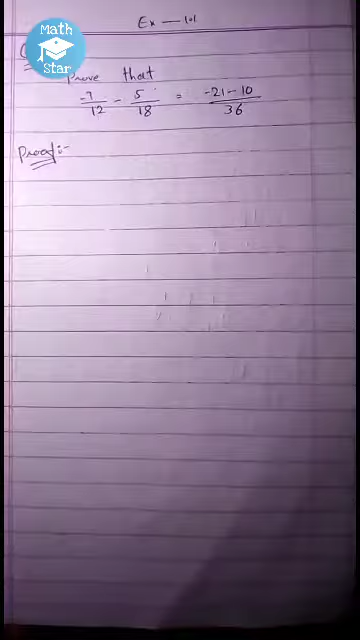 Ex — 1.1
Math
Star
Prove that
-7/12 - 5/18 = -21-10/36
Proof:-